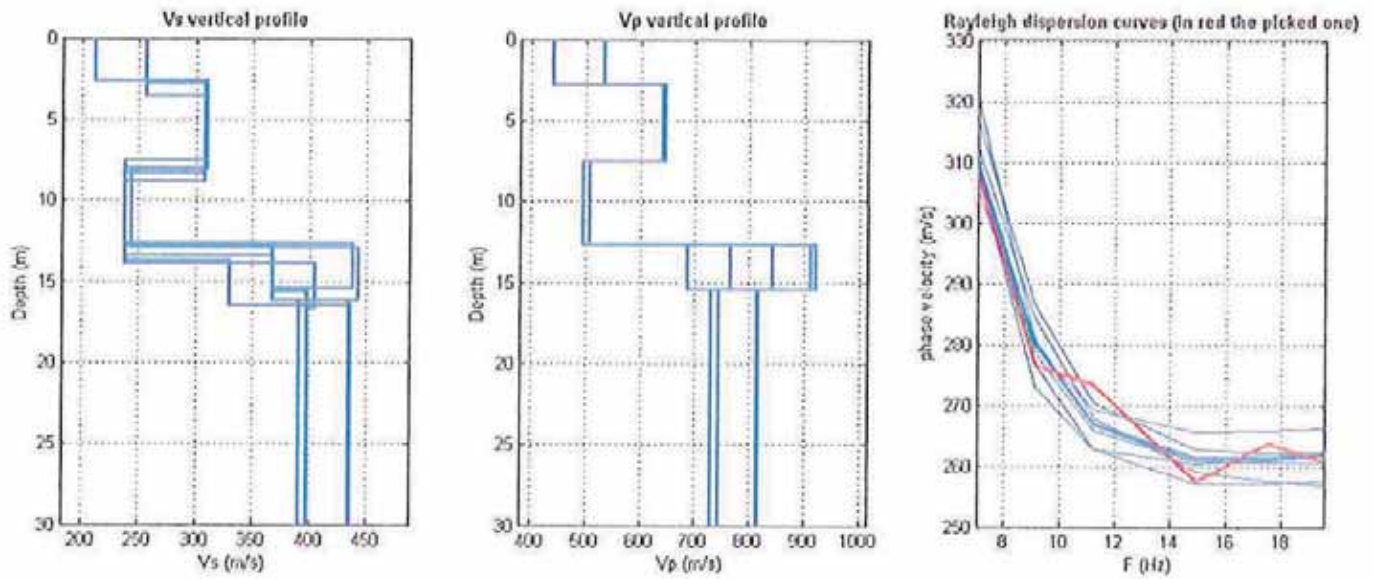 Vs vertical profile
0
5
10
15
20
25
30
Depth (m)
200 250 300 350 400 450
Vs (m/s)
Vp vertical profile
0
5
10
15
20
25
30
Depth (m)
400 500 600 700 800 900 1000
Vp (m/s)
Rayleigh dispersion curves (in red the picked one)
330
320
310
300
290
280
270
260
250
phase velocity (m/s)
8 10 12 14 16 18
F (Hz)